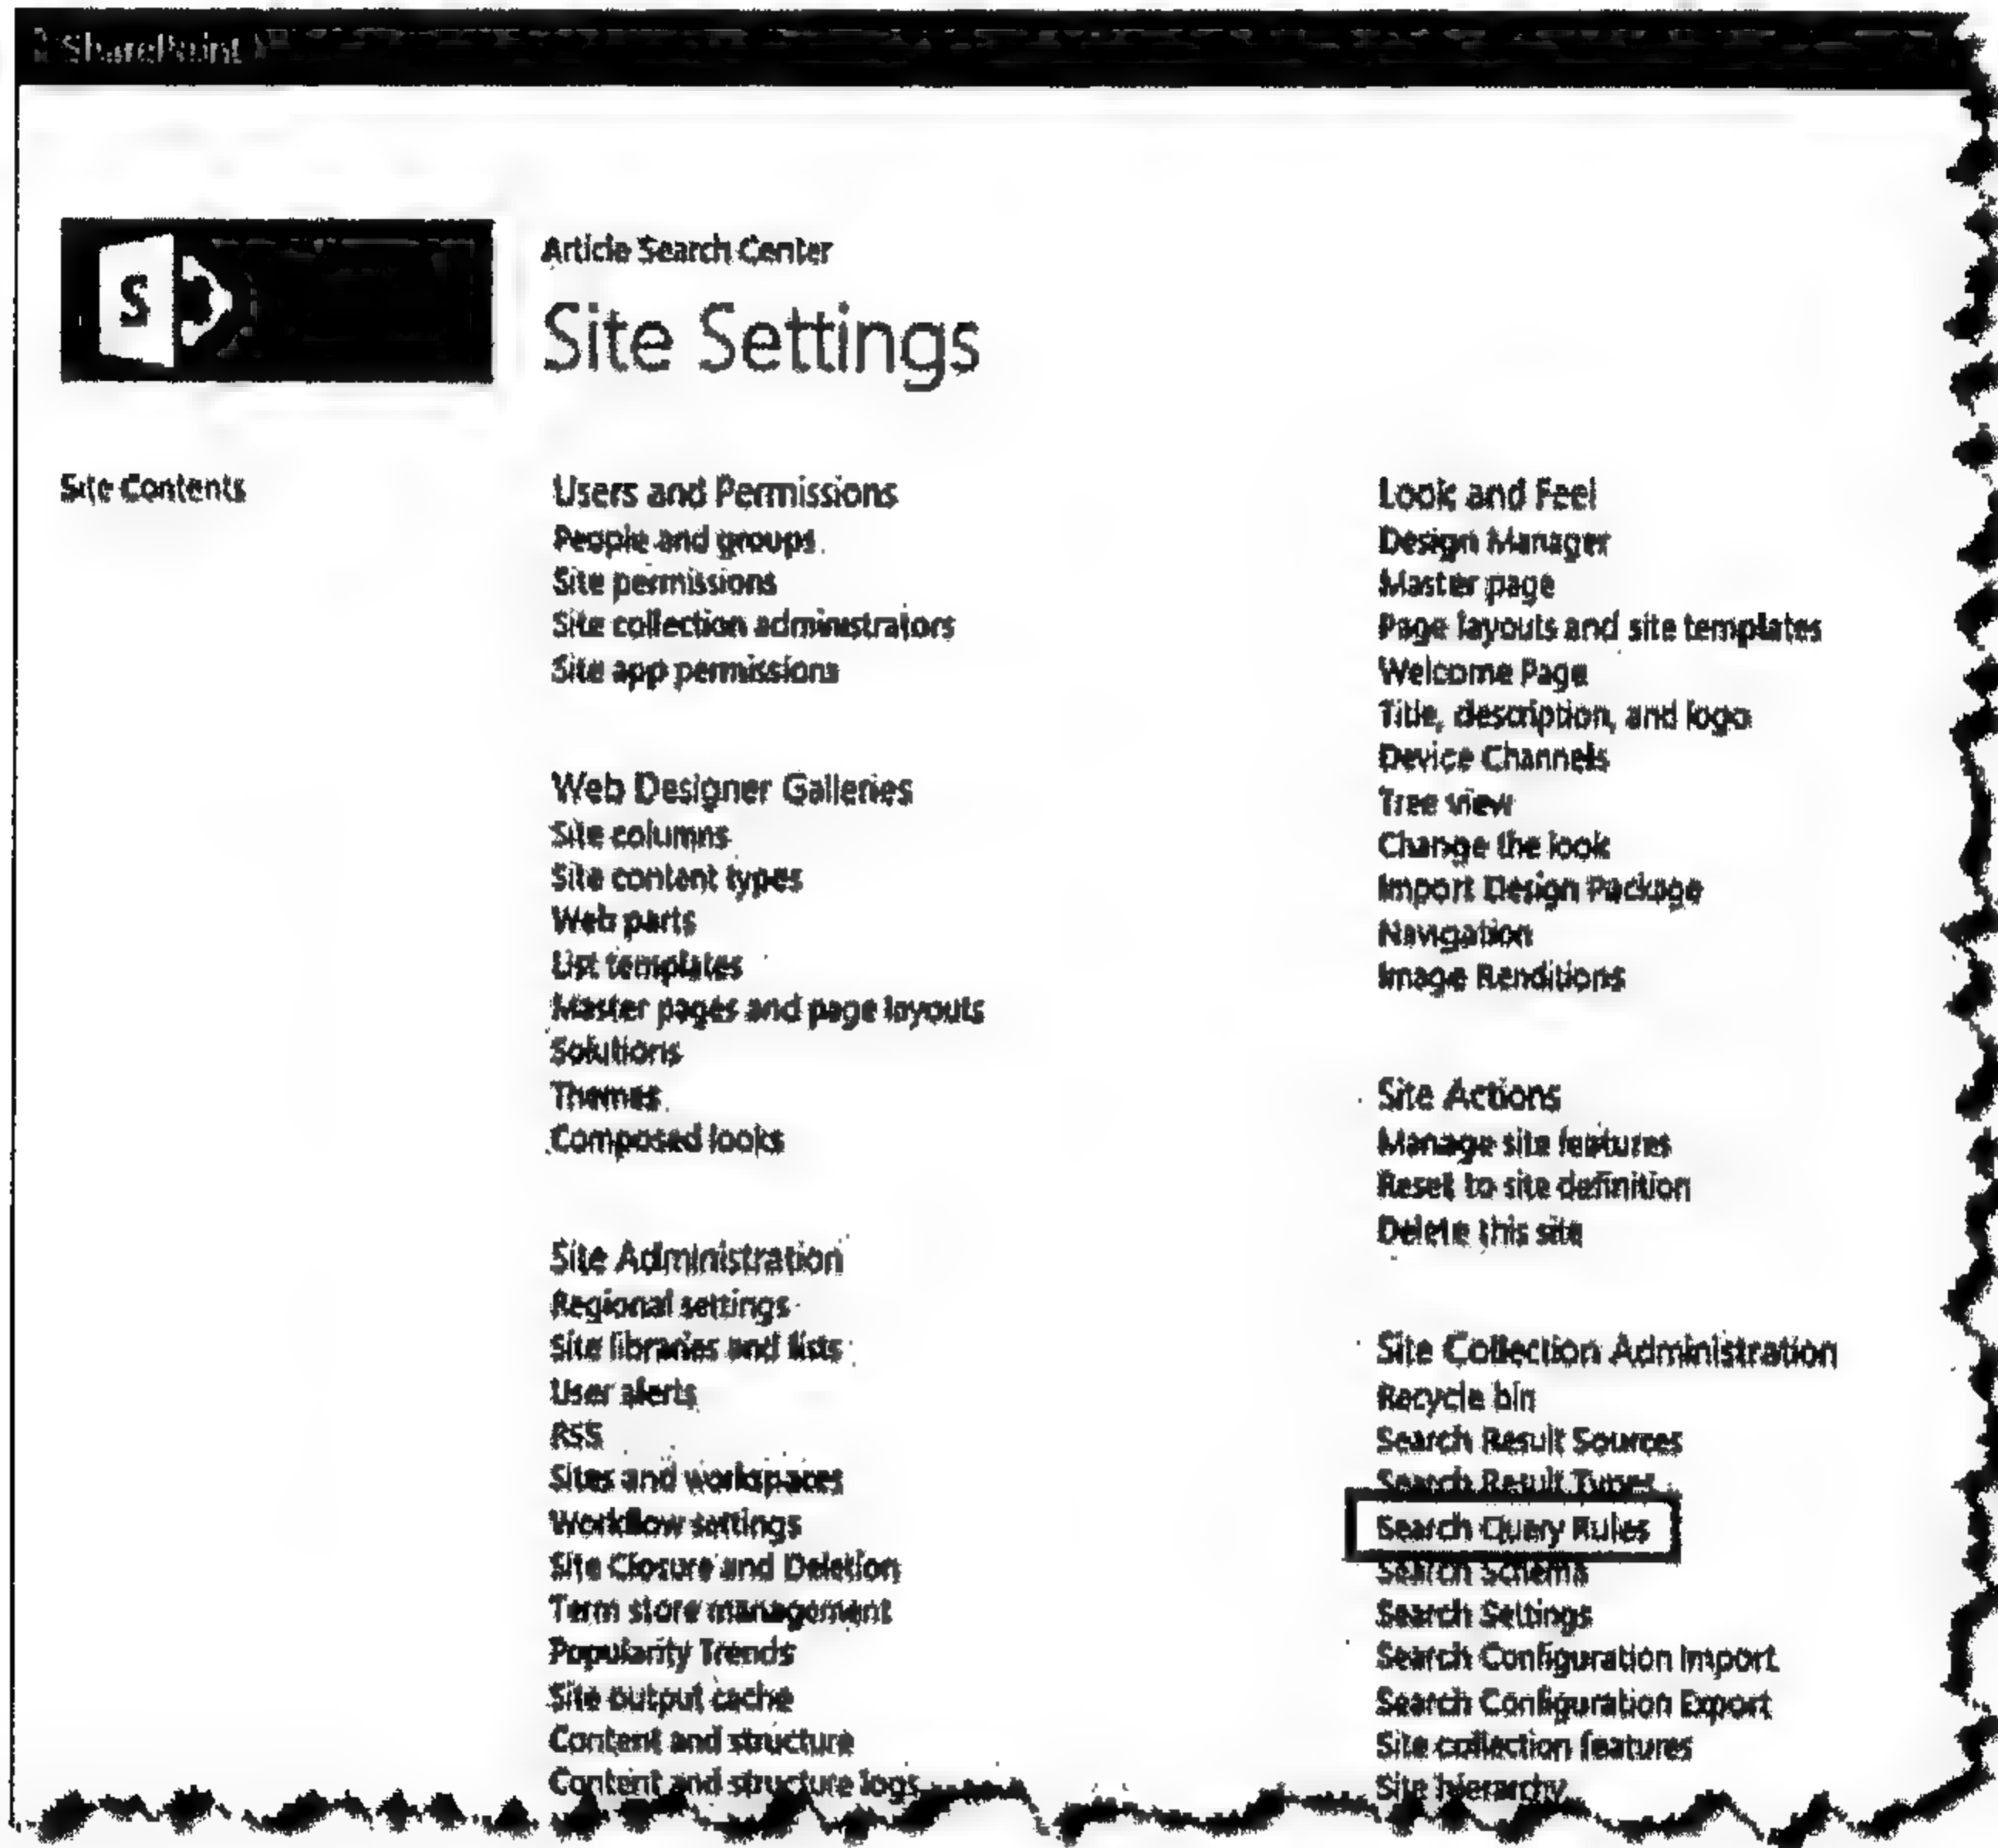 SharePoint
S
Article Search Center
Site Settings
Site Contents
Users and Permissions
People and groups
Site permissions
Site collection administrators
Site app permissions
Web Designer Galleries
Site columns
Site content types
Web parts
List templates
Master pages and page layouts
Solutions
Themes
Composed looks
Site Administration
Regional settings
Site libraries and lists
User alerts
RSS
Sites and workspaces
Workflow settings
Site Closure and Deletion
Term store management
Popularity Trends
Site output cache
Content and structure
Content and structure logs
Look and Feel
Design Manager
Master page
Page layouts and site templates
Welcome Page
Title, description, and logo
Device Channels
Tree view
Change the look
Import Design Package
Navigation
Image Renditions
Site Actions
Manage site features
Reset to site definition
Delete this site
Site Collection Administration
Recycle bin
Search Result Sources
Search Result Types
Search Query Rules
Search Schema
Search Settings
Search Configuration Import
Search Configuration Export
Site collection features
Site hierarchy